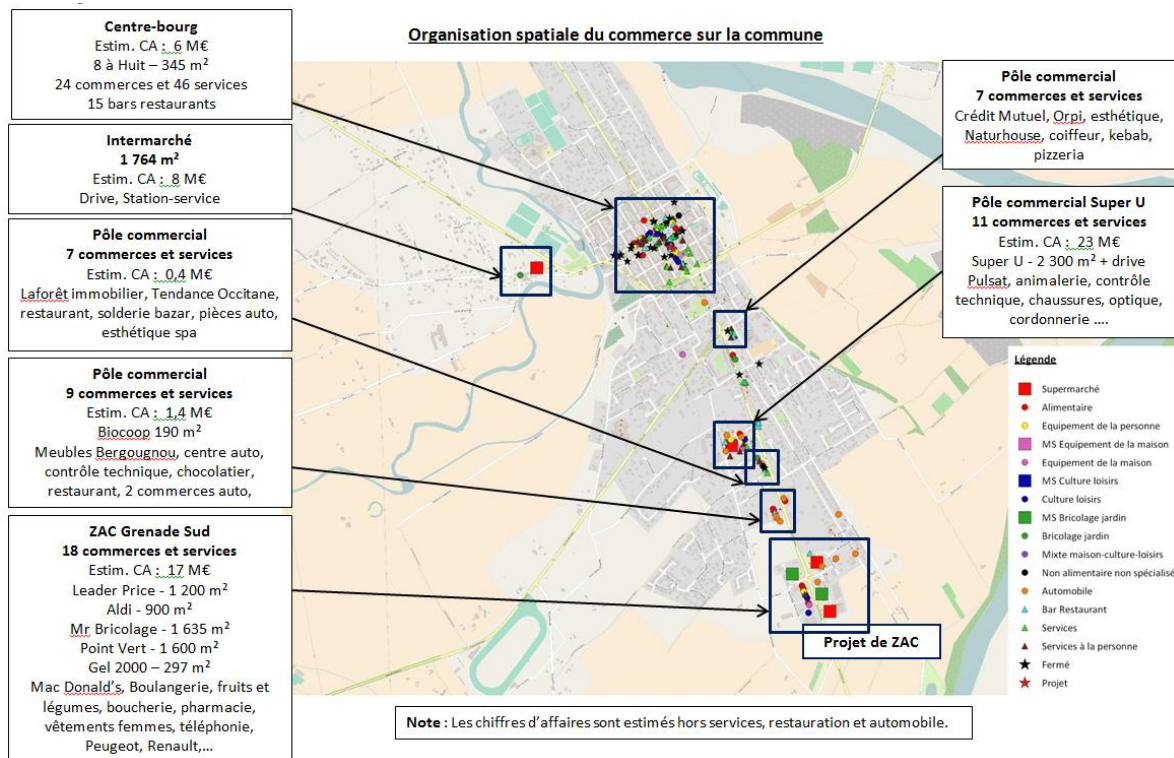 Organisation spatiale du commerce sur la commune
Centre-bourg
Estim. CA : 6 M€
8 à Huit – 345 m²
24 commerces et 46 services
15 bars restaurants
Intermarché
1 764 m²
Estim. CA : 8 M€
Drive, Station-service
Pôle commercial
7 commerces et services
Estim. CA : 0,4 M€
Laforêt immobilier, Tendance Occitane,
restaurant, solderie bazar, pièces auto,
esthétique spa
Pôle commercial
9 commerces et services
Estim. CA : 1,4 M€
Biocoop 190 m²
Meubles Bergougnou, centre auto,
contrôle technique, chocolatier,
restaurant, 2 commerces auto,
ZAC Grenade Sud
18 commerces et services
Estim. CA : 17 M€
Leader Price - 1 200 m²
Aldi - 900 m²
Mr Bricolage - 1 635 m²
Point Vert - 1 600 m²
Gel 2000 – 297 m²
Mac Donald's, Boulangerie, fruits et
légumes, boucherie, pharmacie,
vêtements femmes, téléphonie,
Peugeot, Renault,...
Pôle commercial
7 commerces et services
Crédit Mutuel, Orpi, esthétique,
Naturhouse, coiffeur, kebab,
pizzeria
Pôle commercial Super U
11 commerces et services
Estim. CA : 23 M€
Super U - 2 300 m² + drive
Pulsat, animalerie, contrôle
technique, chaussures, optique,
cordonnerie ....
Légende
Supermarché
Alimentaire
Equipement de la personne
MS Equipement de la maison
Equipement de la maison
MS Culture loisirs
Culture loisirs
MS Bricolage jardin
Bricolage jardin
Mixte maison-culture-loisirs
Non alimentaire non spécialisé
Automobile
Bar Restaurant
Services
Services à la personne
Fermé
Projet
Projet de ZAC
Note : Les chiffres d'affaires sont estimés hors services, restauration et automobile.